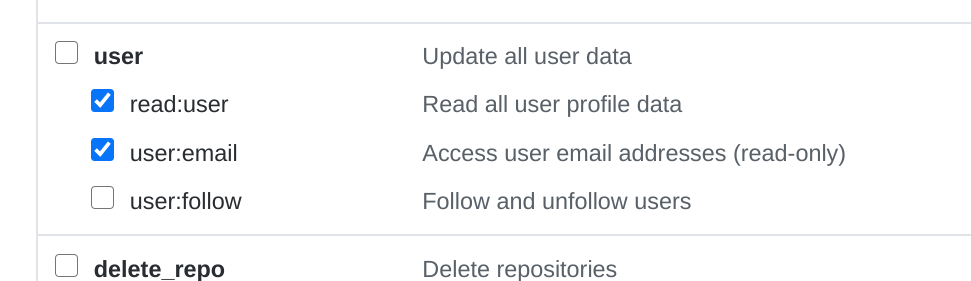 user Update all user data
read:user Read all user profile data
user:email Access user email addresses (read-only)
user:follow Follow and unfollow users
delete_repo Delete repositories